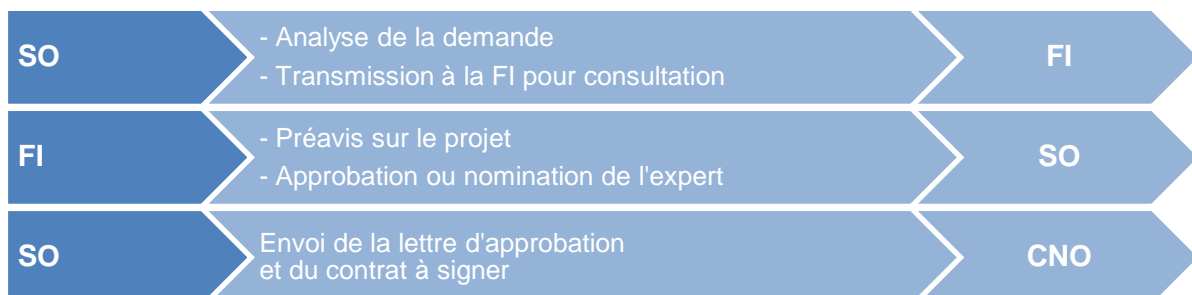 SO
- Analyse de la demande
- Transmission à la FI pour consultation
FI
FI
- Préavis sur le projet
- Approbation ou nomination de l'expert
SO
SO
Envoi de la lettre d'approbation
et du contrat à signer
CNO